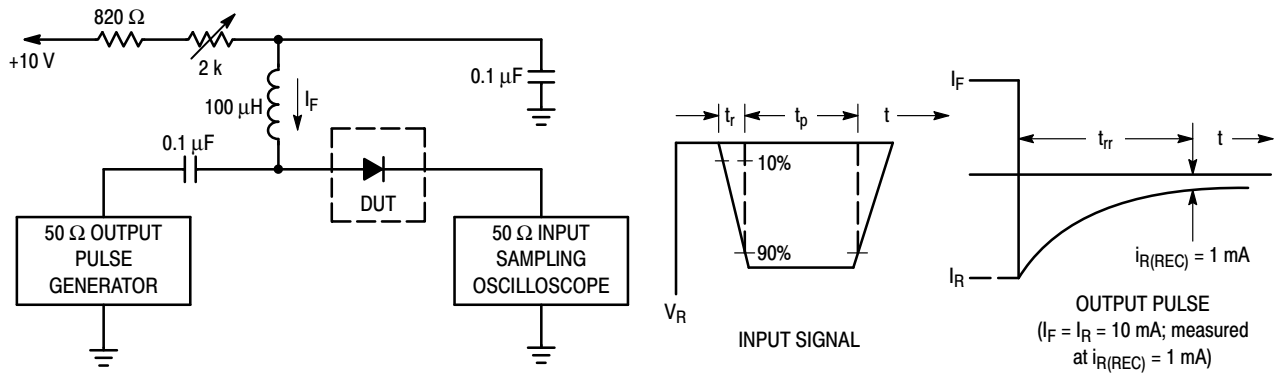 820 Ω
+10 V
2 k
100 μH
I_F
0.1 μF
0.1 μF
DUT
50 Ω OUTPUT
PULSE
GENERATOR
50 Ω INPUT
SAMPLING
OSCILLOSCOPE
t_r
t_p
t
10%
90%
V_R
INPUT SIGNAL
I_F
t_rr
t
I_R
i_R(REC) = 1 mA
OUTPUT PULSE
(I_F = I_R = 10 mA; measured
at i_R(REC) = 1 mA)